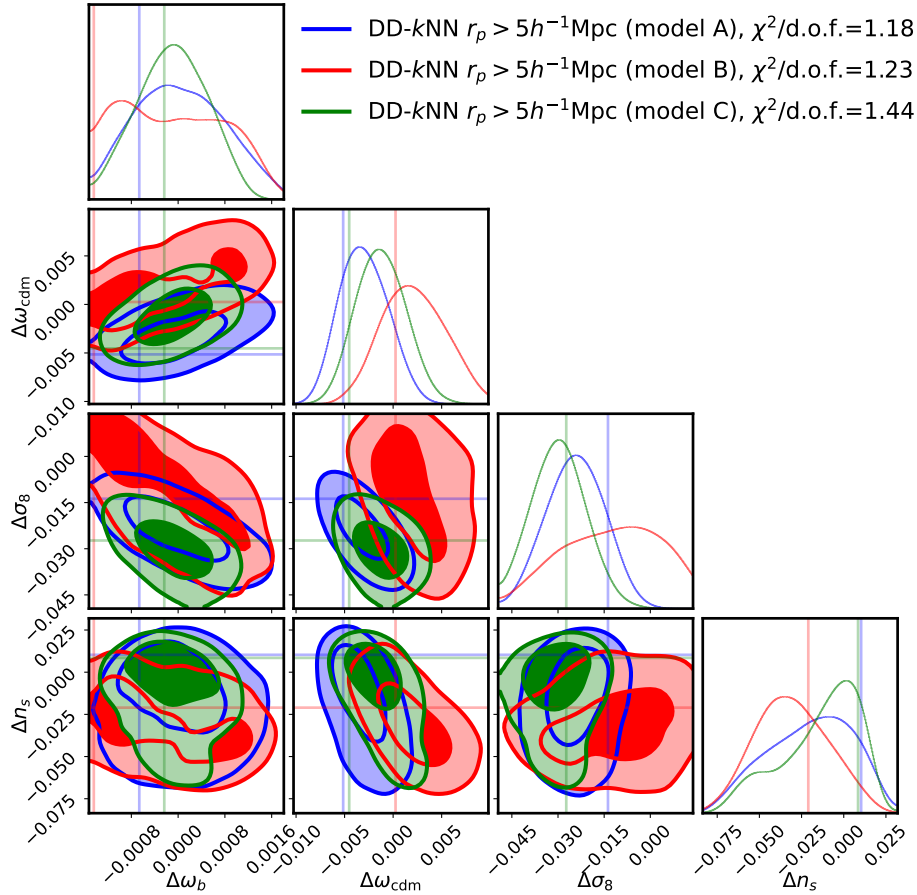 DD-kNN r_p > 5h⁻¹Mpc (model A), χ²/d.o.f.=1.18
DD-kNN r_p > 5h⁻¹Mpc (model B), χ²/d.o.f.=1.23
DD-kNN r_p > 5h⁻¹Mpc (model C), χ²/d.o.f.=1.44
Δω_cdm
0.005
0.000
−0.005
−0.010
Δσ₈
0.000
−0.015
−0.030
−0.045
Δn_s
0.025
0.000
−0.025
−0.050
−0.075
−0.0008 0.0000 0.0008 0.0016
−0.010 −0.005 0.000 0.005
−0.045 −0.030 −0.015 0.000
−0.075 −0.050 −0.025 0.000 0.025
Δω_b Δω_cdm Δσ₈ Δn_s